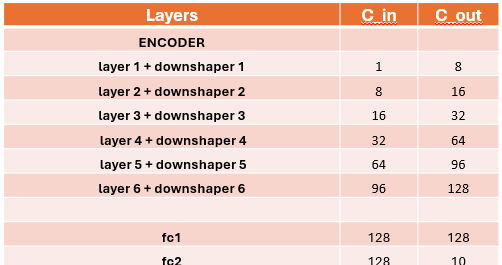 Layers C_in C_out
ENCODER
layer 1 + downshaper 1 1 8
layer 2 + downshaper 2 8 16
layer 3 + downshaper 3 16 32
layer 4 + downshaper 4 32 64
layer 5 + downshaper 5 64 96
layer 6 + downshaper 6 96 128
fc1 128 128
fc2 128 10